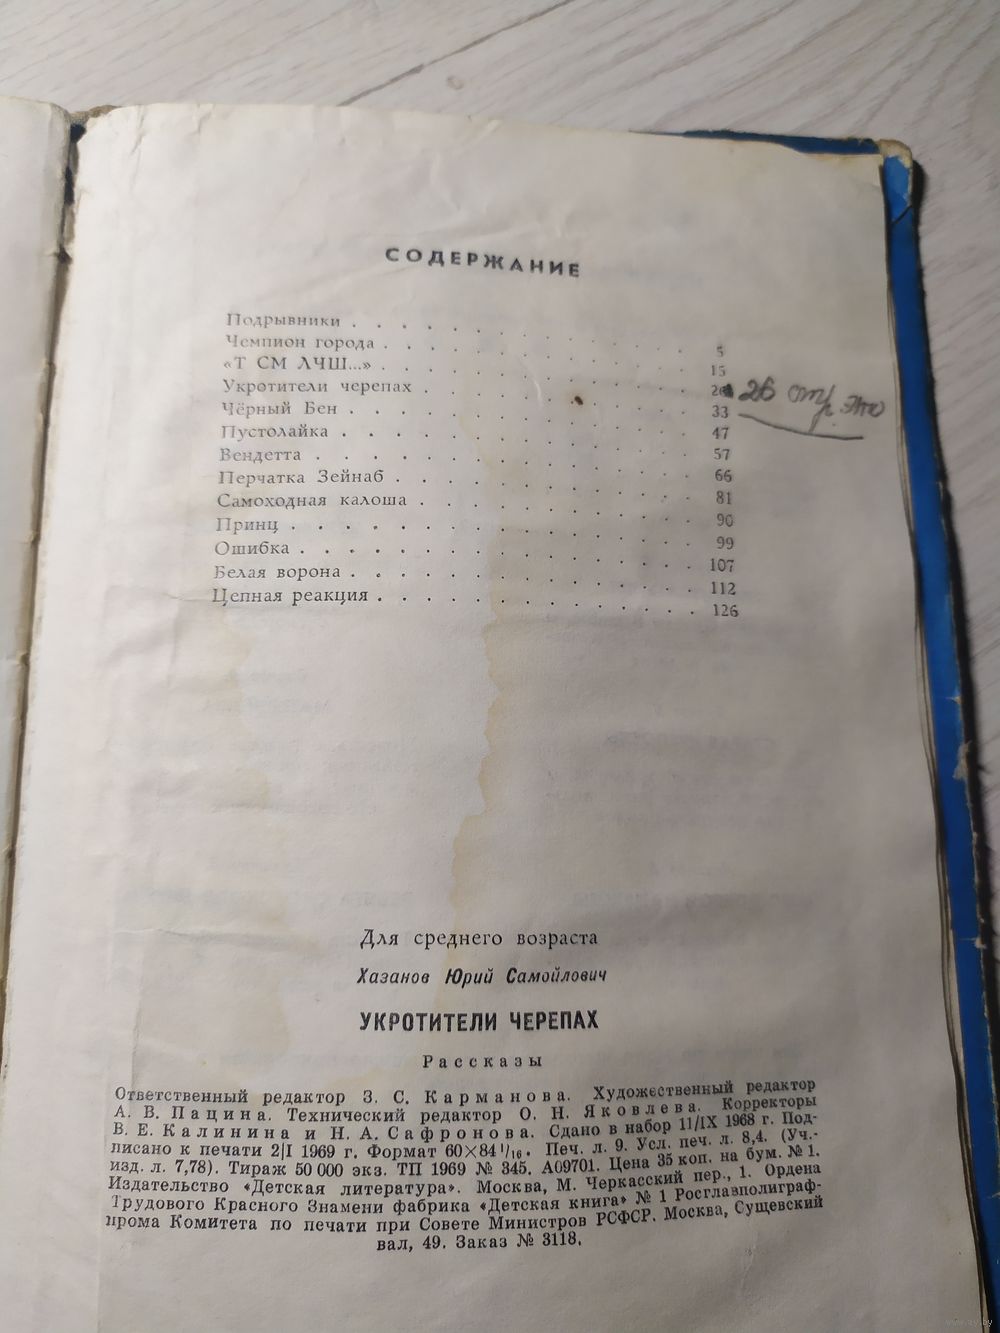 СОДЕРЖАНИЕ
Подрывники . . . . . . . . . . . . . . 5
Чемпион города . . . . . . . . . . . . . 15
«Т СМ ЛЧШ...» . . . . . . . . . . . . . 26 26 стр. это
Укротители черепах . . . . . . . . . . . 33
Чёрный Бен . . . . . . . . . . . . . . 47
Пустолайка . . . . . . . . . . . . . . 57
Вендетта . . . . . . . . . . . . . . . 66
Перчатка Зейнаб . . . . . . . . . . . . 81
Самоходная калоша . . . . . . . . . . . 90
Принц . . . . . . . . . . . . . . . . 99
Ошибка . . . . . . . . . . . . . . . . 107
Белая ворона . . . . . . . . . . . . . . 112
Цепная реакция . . . . . . . . . . . . . 126
Для среднего возраста
Хазанов Юрий Самойлович
УКРОТИТЕЛИ ЧЕРЕПАХ
Рассказы
Ответственный редактор З. С. Карманова. Художественный редактор
А. В. Пацина. Технический редактор О. Н. Яковлева. Корректоры
В. Е. Калинина и Н. А. Сафронова. Сдано в набор 11/IX 1968 г. Под-
писано к печати 2/I 1969 г. Формат 60×84 1/16. Печ. л. 9. Усл. печ. л. 8,4. (Уч.-
изд. л. 7,78). Тираж 50 000 экз. ТП 1969 № 345. А09701. Цена 35 коп. на бум. № 1.
Издательство «Детская литература». Москва, М. Черкасский пер., 1. Ордена
Трудового Красного Знамени фабрика «Детская книга» № 1 Росглавполиграф-
прома Комитета по печати при Совете Министров РСФСР. Москва, Сущевский
вал, 49. Заказ № 3118.
www.ay.by